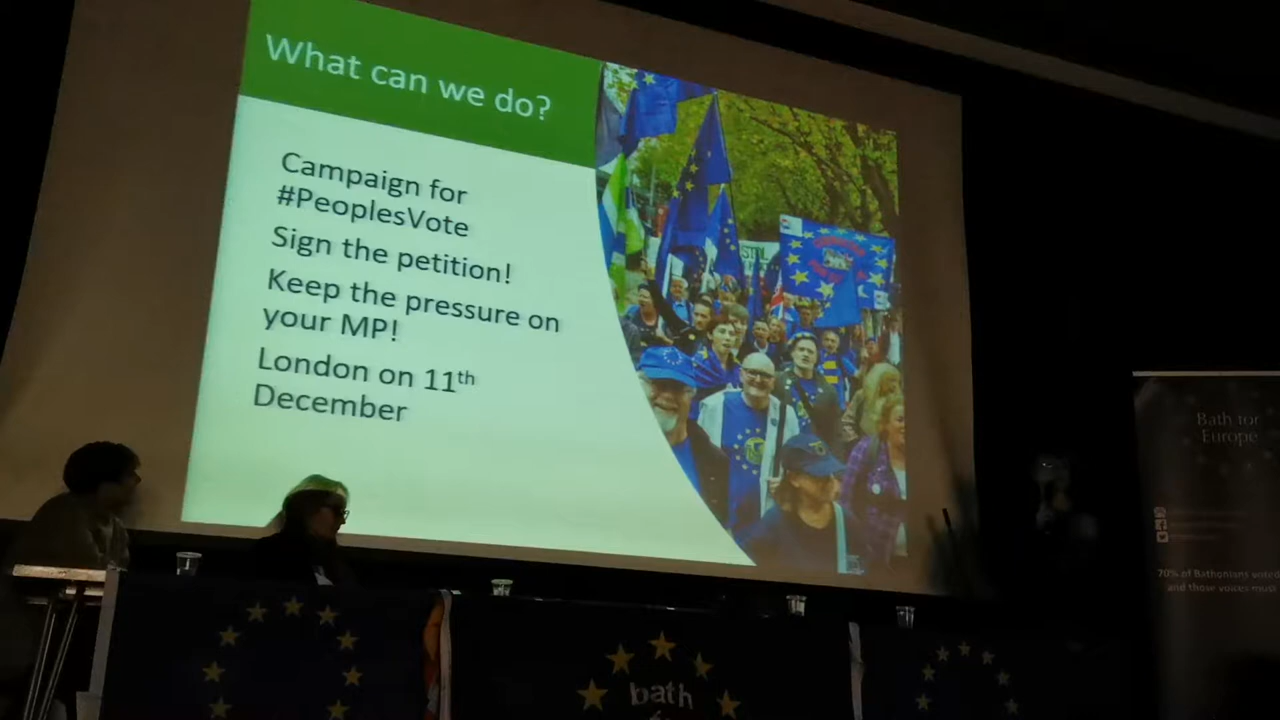 What can we do?
Campaign for
#PeoplesVote
Sign the petition!
Keep the pressure on
your MP!
London on 11th
December
Bath for
Europe
70% of Bathonians voted
and those voices must
bath